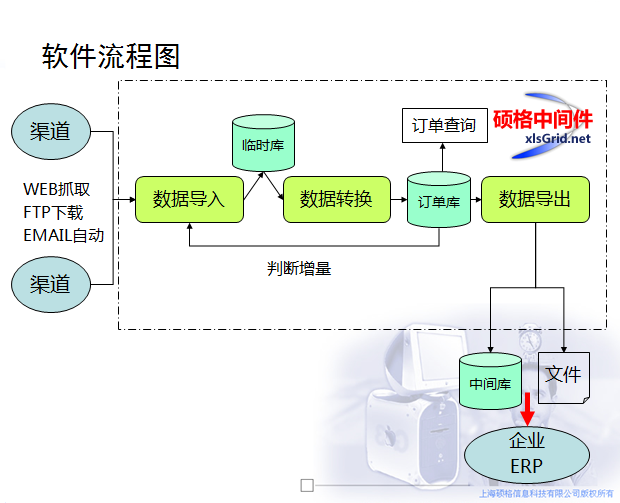 软件流程图
渠道
临时库
订单查询
硕格中间件
xlsGrid.net
WEB抓取
FTP下载
EMAIL自动
数据导入
数据转换
订单库
数据导出
判断增量
渠道
中间库
文件
企业
ERP
上海硕格信息科技有限公司版权所有